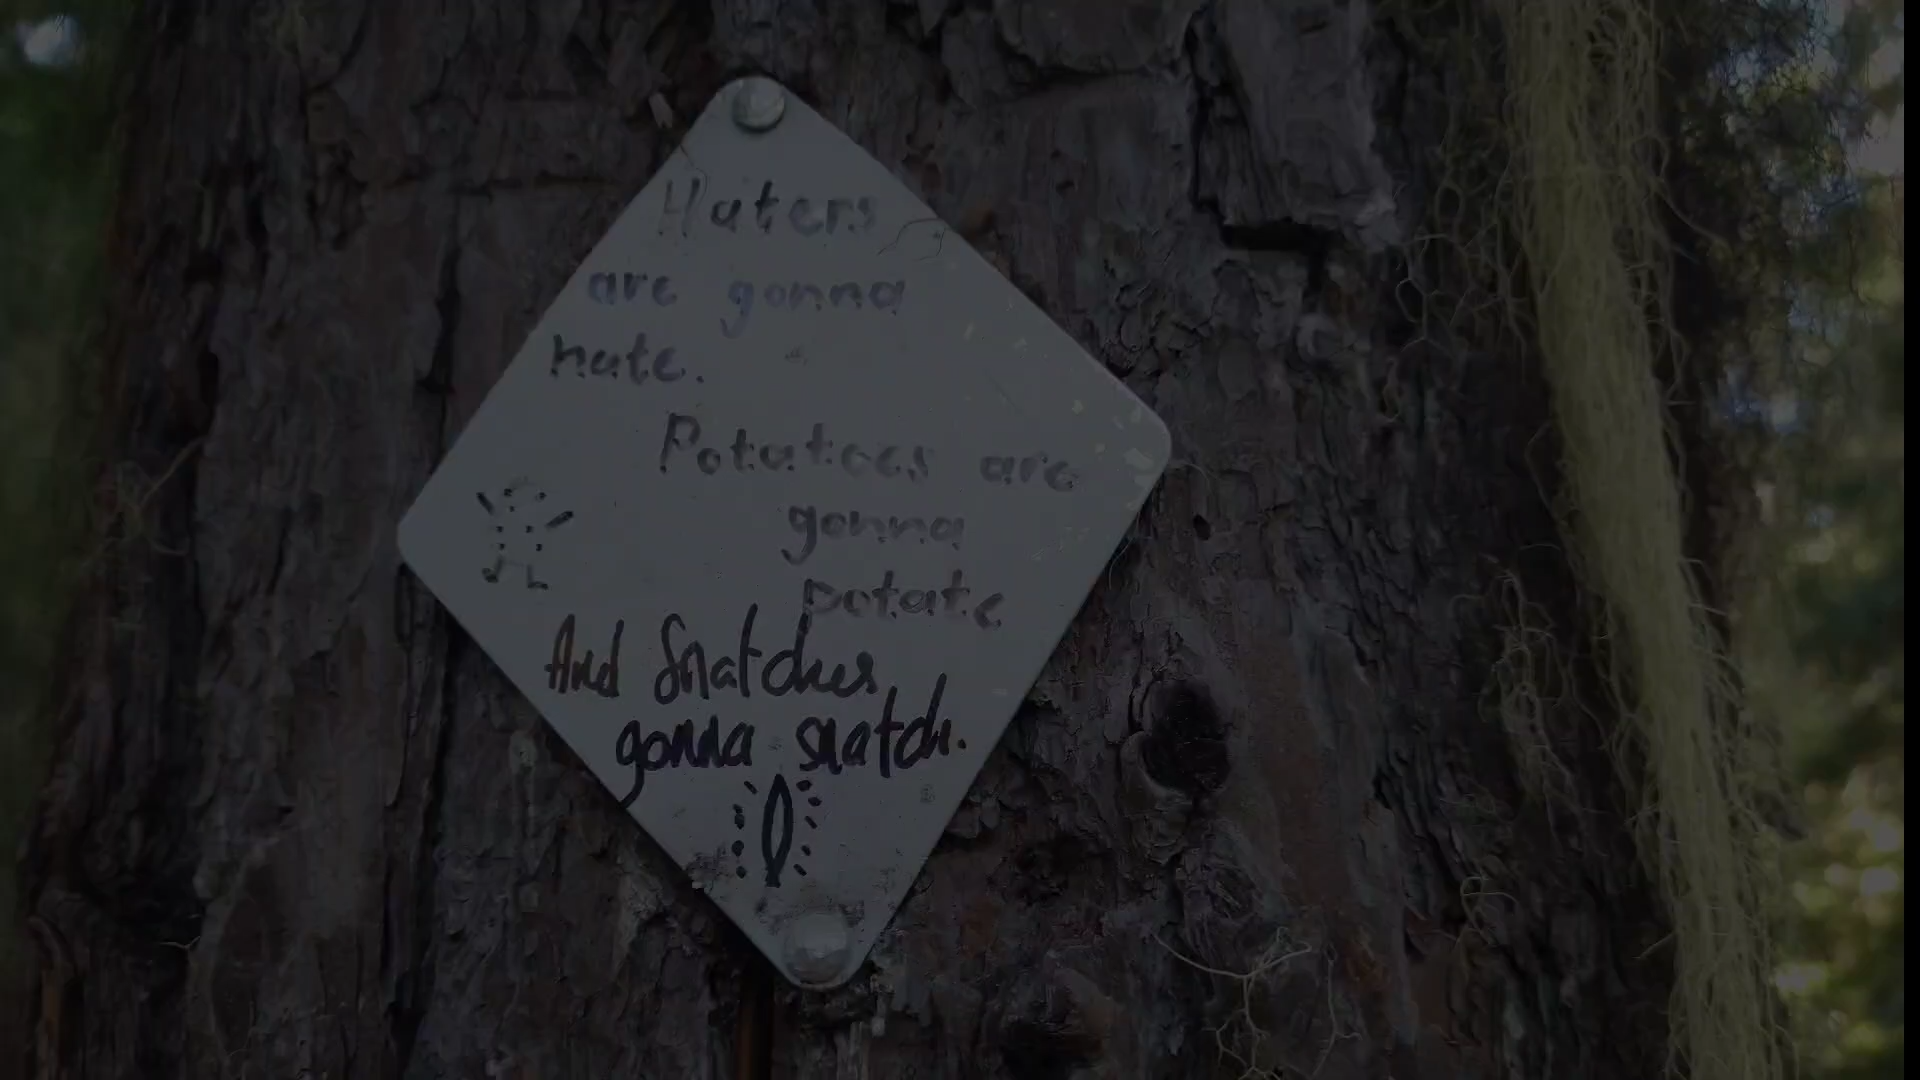 Haters
are gonna
hate.
Potatoes are
gonna
potate
And Snatches
gonna snatch.